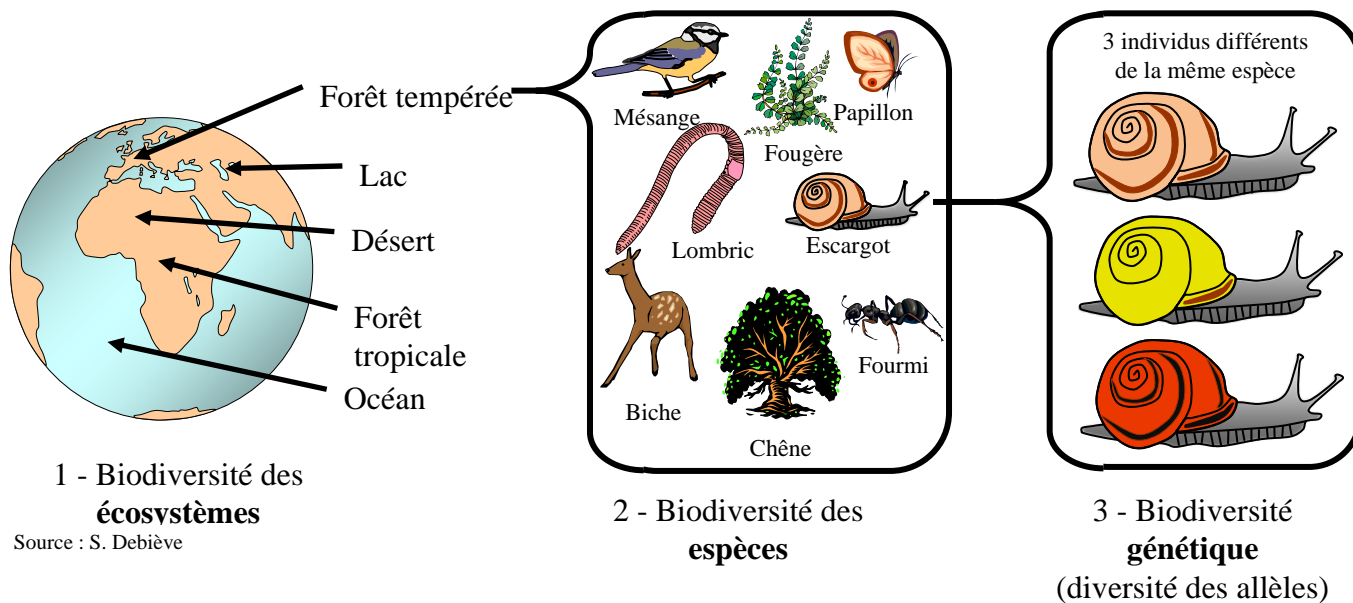 Forêt tempérée
Lac
Désert
Forêt
tropicale
Océan
1 - Biodiversité des
écosystèmes
Source : S. Debiève
Mésange
Fougère
Papillon
Lombric
Escargot
Biche
Chêne
Fourmi
2 - Biodiversité des
espèces
3 individus différents
de la même espèce
3 - Biodiversité
génétique
(diversité des allèles)